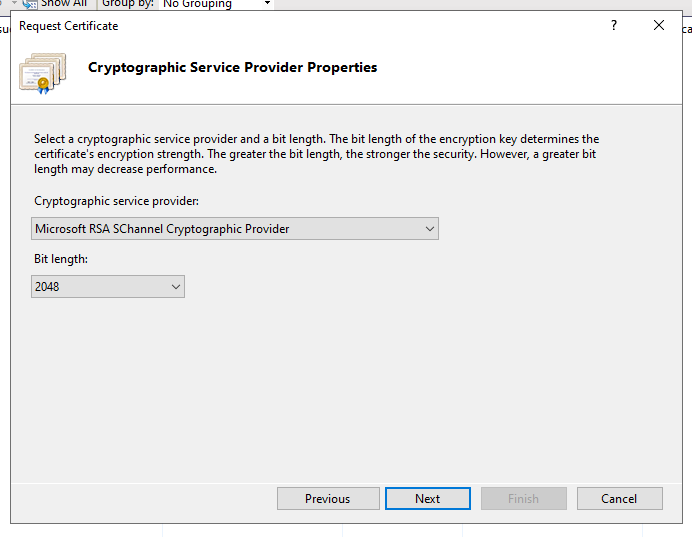 Show All Group by: No Grouping
Request Certificate ?
Cryptographic Service Provider Properties
Select a cryptographic service provider and a bit length. The bit length of the encryption key determines the
certificate's encryption strength. The greater the bit length, the stronger the security. However, a greater bit
length may decrease performance.
Cryptographic service provider:
Microsoft RSA SChannel Cryptographic Provider
Bit length:
2048
Previous Next Finish Cancel